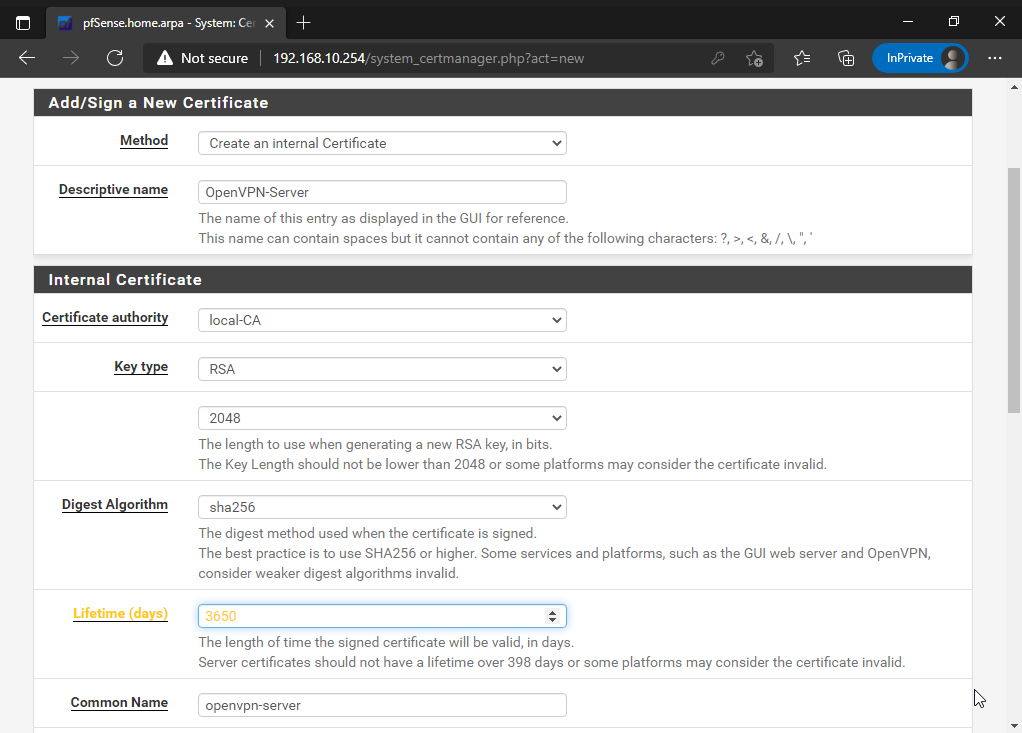 pfSense.home.arpa - System: Ce
Not secure
192.168.10.254/system_certmanager.php?act=new
InPrivate
Add/Sign a New Certificate
Method
Create an internal Certificate
Descriptive name
OpenVPN-Server
The name of this entry as displayed in the GUI for reference.
This name can contain spaces but it cannot contain any of the following characters: ?, >, <, &, /, \, ", '
Internal Certificate
Certificate authority
local-CA
Key type
RSA
2048
The length to use when generating a new RSA key, in bits.
The Key Length should not be lower than 2048 or some platforms may consider the certificate invalid.
Digest Algorithm
sha256
The digest method used when the certificate is signed.
The best practice is to use SHA256 or higher. Some services and platforms, such as the GUI web server and OpenVPN,
consider weaker digest algorithms invalid.
Lifetime (days)
3650
The length of time the signed certificate will be valid, in days.
Server certificates should not have a lifetime over 398 days or some platforms may consider the certificate invalid.
Common Name
openvpn-server